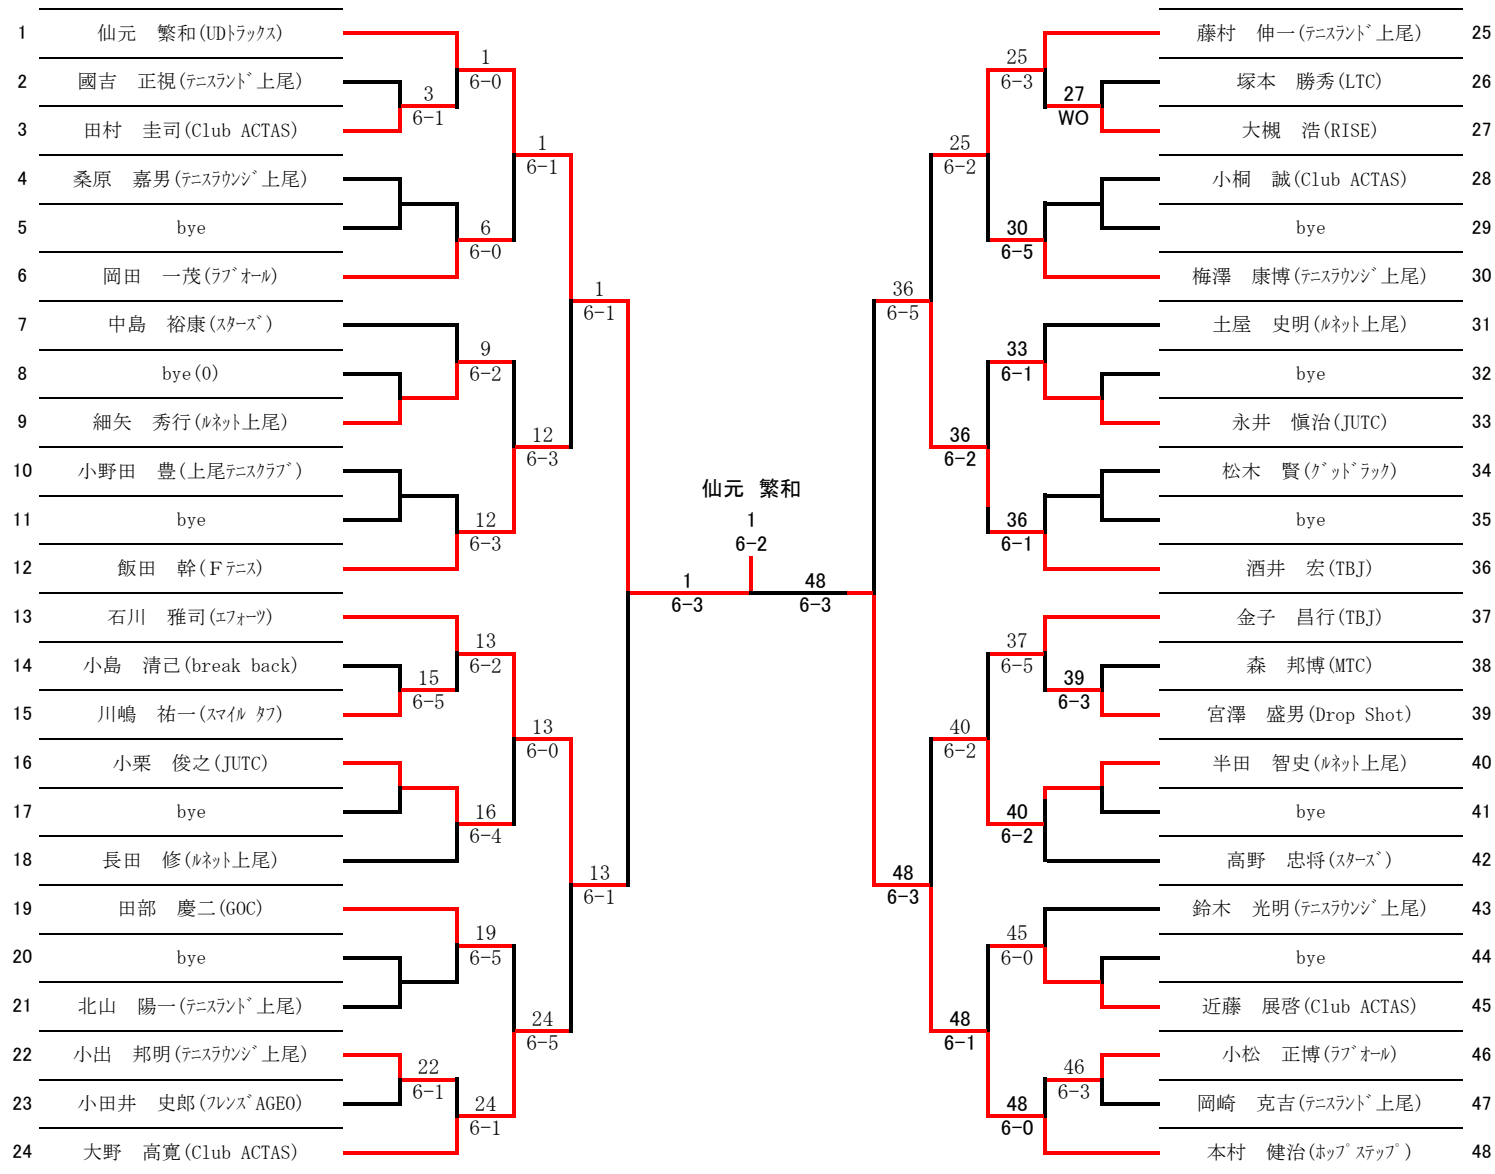 1 仙元 繁和(UDﾄﾗｯｸｽ)
2 國吉 正視(ﾃﾆｽﾗﾝﾄﾞ上尾)
3 田村 圭司(Club ACTAS)
4 桑原 嘉男(ﾃﾆｽﾗｳﾝｼﾞ上尾)
5 bye
6 岡田 一茂(ﾗﾌﾞｵｰﾙ)
7 中島 裕康(ｽﾀｰｽﾞ)
8 bye(0)
9 細矢 秀行(ﾙﾈｯﾄ上尾)
10 小野田 豊(上尾ﾃﾆｽｸﾗﾌﾞ)
11 bye
12 飯田 幹(Ｆﾃﾆｽ)
13 石川 雅司(ｴﾌｫｰﾂ)
14 小島 清己(break back)
15 川嶋 祐一(ｽﾏｲﾙ ﾀﾌ)
16 小栗 俊之(JUTC)
17 bye
18 長田 修(ﾙﾈｯﾄ上尾)
19 田部 慶二(GOC)
20 bye
21 北山 陽一(ﾃﾆｽﾗﾝﾄﾞ上尾)
22 小出 邦明(ﾃﾆｽﾗｳﾝｼﾞ上尾)
23 小田井 史郎(ﾌﾚﾝｽﾞAGEO)
24 大野 高寛(Club ACTAS)
3
6-1
15
6-5
22
6-1
1
6-0
6
6-0
9
6-2
12
6-3
13
6-2
16
6-4
19
6-5
24
6-1
1
6-1
12
6-3
13
6-0
24
6-5
1
6-1
13
6-1
1
6-3
仙元 繁和
1
6-2
48
6-3
36
6-5
48
6-3
25
6-2
36
6-2
40
6-2
48
6-1
25
6-3
30
6-5
33
6-1
36
6-1
37
6-5
40
6-2
45
6-0
48
6-0
27
WO
39
6-3
46
6-3
藤村 伸一(ﾃﾆｽﾗﾝﾄﾞ上尾) 25
塚本 勝秀(LTC) 26
大槻 浩(RISE) 27
小桐 誠(Club ACTAS) 28
bye 29
梅澤 康博(ﾃﾆｽﾗｳﾝｼﾞ上尾) 30
土屋 史明(ﾙﾈｯﾄ上尾) 31
bye 32
永井 愼治(JUTC) 33
松木 賢(ｸﾞｯﾄﾞﾗｯｸ) 34
bye 35
酒井 宏(TBJ) 36
金子 昌行(TBJ) 37
森 邦博(MTC) 38
宮澤 盛男(Drop Shot) 39
半田 智史(ﾙﾈｯﾄ上尾) 40
bye 41
高野 忠将(ｽﾀｰｽﾞ) 42
鈴木 光明(ﾃﾆｽﾗｳﾝｼﾞ上尾) 43
bye 44
近藤 展啓(Club ACTAS) 45
小松 正博(ﾗﾌﾞｵｰﾙ) 46
岡崎 克吉(ﾃﾆｽﾗﾝﾄﾞ上尾) 47
本村 健治(ﾎｯﾌﾟｽﾃｯﾌﾟ) 48